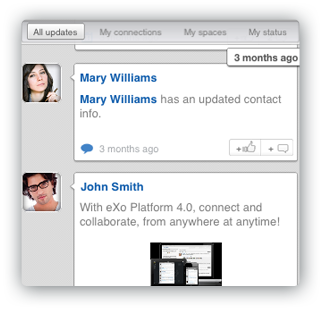 All updates My connections My spaces My status
3 months ago
Mary Williams
Mary Williams has an updated contact
info.
3 months ago + +
John Smith
With eXo Platform 4.0, connect and
collaborate, from anywhere at anytime!